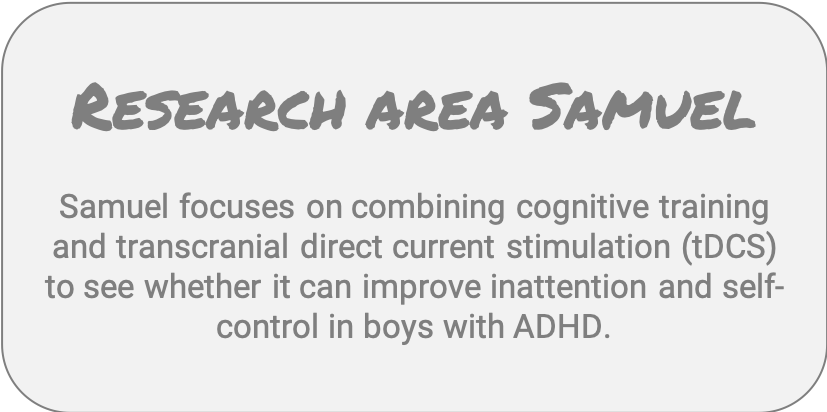 Research area Samuel
Samuel focuses on combining cognitive training
and transcranial direct current stimulation (tDCS)
to see whether it can improve inattention and self-
control in boys with ADHD.